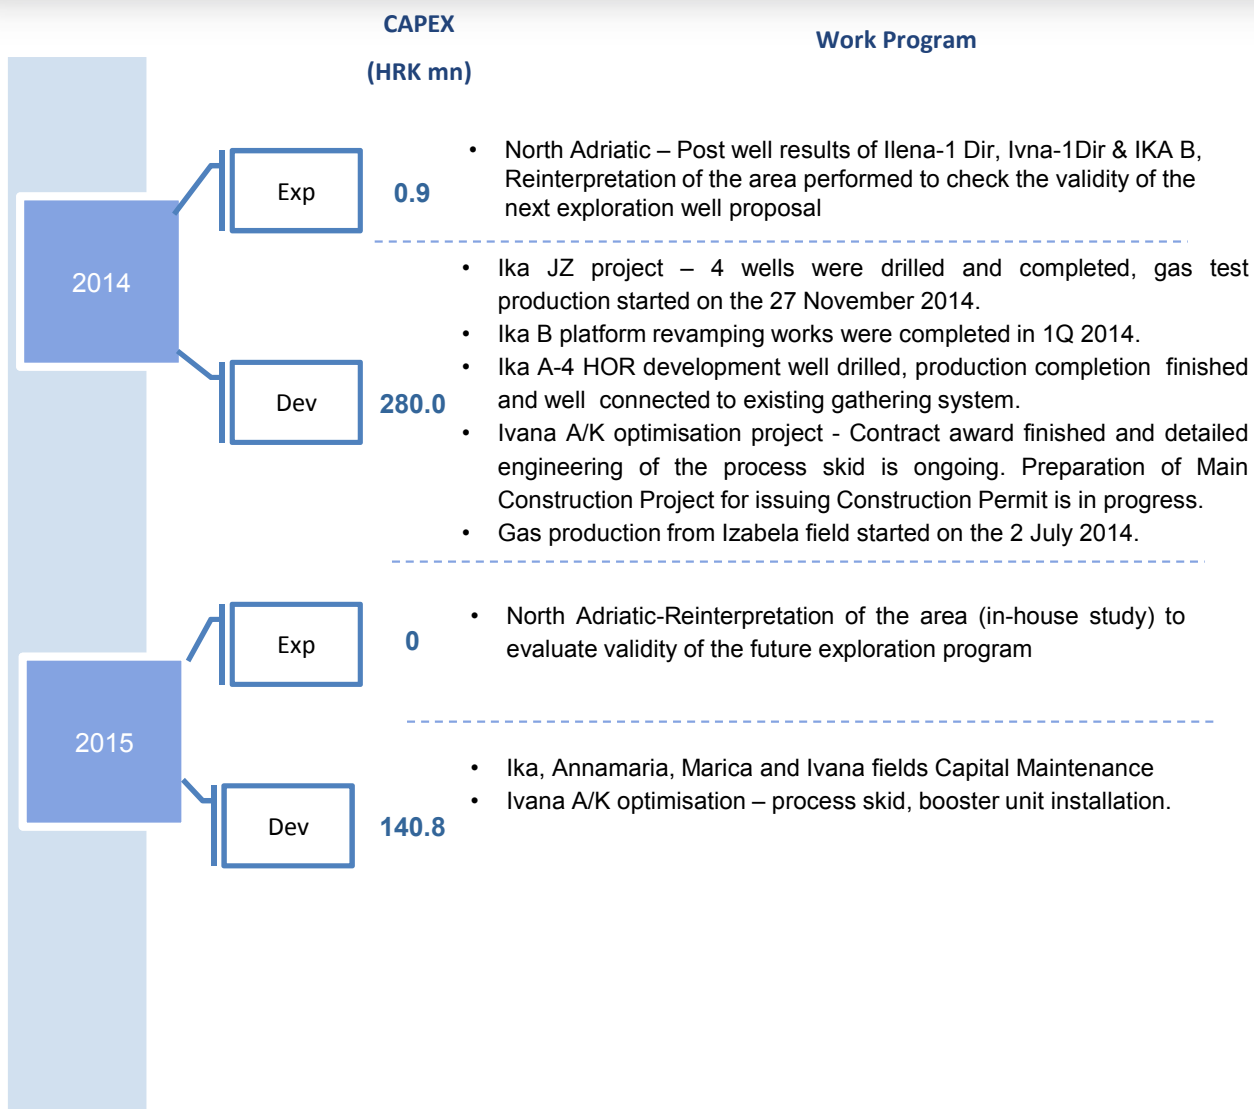 CAPEX
(HRK mn)
Work Program
2014
Exp
0.9
• North Adriatic – Post well results of Ilena-1 Dir, Ivna-1Dir & IKA B,
Reinterpretation of the area performed to check the validity of the
next exploration well proposal
Dev
280.0
• Ika JZ project – 4 wells were drilled and completed, gas test
production started on the 27 November 2014.
• Ika B platform revamping works were completed in 1Q 2014.
• Ika A-4 HOR development well drilled, production completion finished
and well connected to existing gathering system.
• Ivana A/K optimisation project - Contract award finished and detailed
engineering of the process skid is ongoing. Preparation of Main
Construction Project for issuing Construction Permit is in progress.
• Gas production from Izabela field started on the 2 July 2014.
2015
Exp
0
• North Adriatic-Reinterpretation of the area (in-house study) to
evaluate validity of the future exploration program
Dev
140.8
• Ika, Annamaria, Marica and Ivana fields Capital Maintenance
• Ivana A/K optimisation – process skid, booster unit installation.